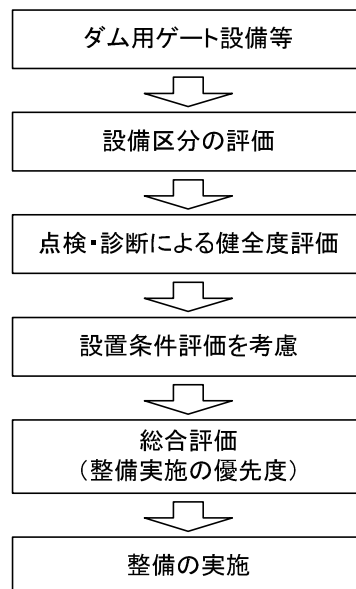 ダム用ゲート設備等
設備区分の評価
点検・診断による健全度評価
設置条件評価を考慮
総合評価
(整備実施の優先度)
整備の実施